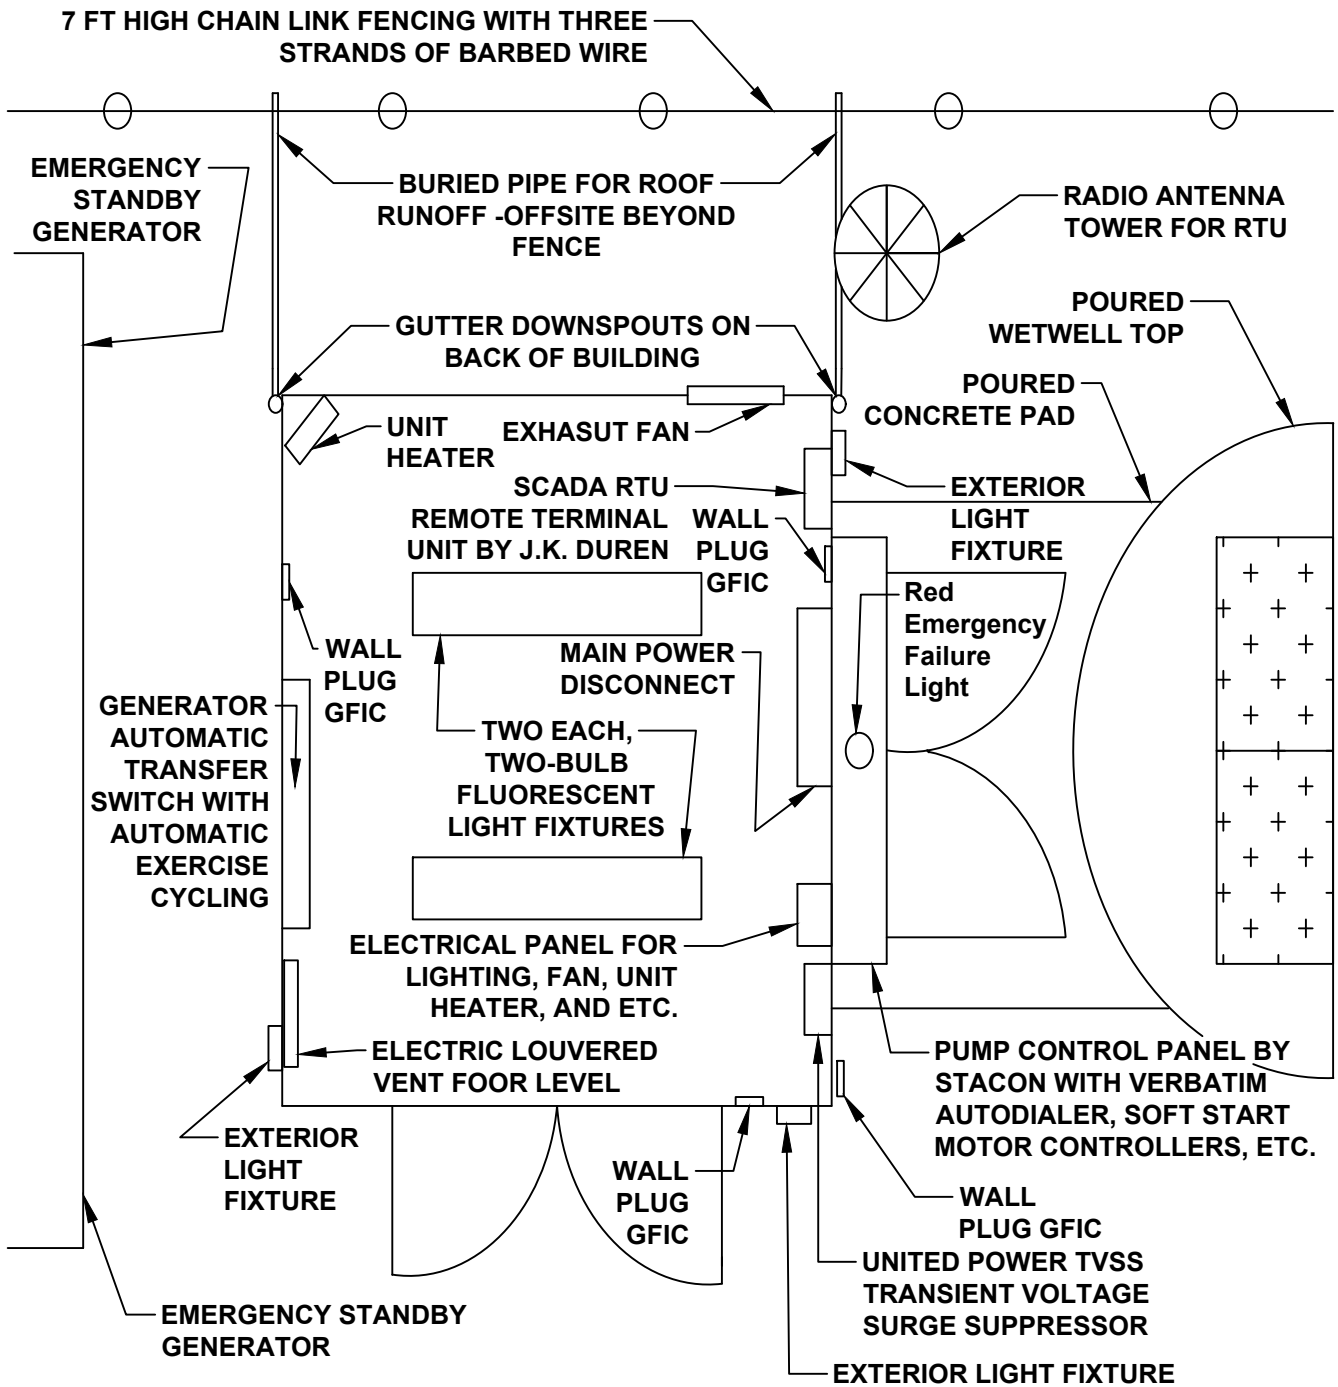 7 FT HIGH CHAIN LINK FENCING WITH THREE
STRANDS OF BARBED WIRE
EMERGENCY
STANDBY
GENERATOR
BURIED PIPE FOR ROOF
RUNOFF -OFFSITE BEYOND
FENCE
RADIO ANTENNA
TOWER FOR RTU
POURED
WETWELL TOP
GUTTER DOWNSPOUTS ON
BACK OF BUILDING
POURED
CONCRETE PAD
UNIT
HEATER
EXHASUT FAN
SCADA RTU
REMOTE TERMINAL
UNIT BY J.K. DUREN
WALL
PLUG
GFIC
EXTERIOR
LIGHT
FIXTURE
Red
Emergency
Failure
Light
WALL
PLUG
GFIC
MAIN POWER
DISCONNECT
GENERATOR
AUTOMATIC
TRANSFER
SWITCH WITH
AUTOMATIC
EXERCISE
CYCLING
TWO EACH,
TWO-BULB
FLUORESCENT
LIGHT FIXTURES
ELECTRICAL PANEL FOR
LIGHTING, FAN, UNIT
HEATER, AND ETC.
ELECTRIC LOUVERED
VENT FOOR LEVEL
PUMP CONTROL PANEL BY
STACON WITH VERBATIM
AUTODIALER, SOFT START
MOTOR CONTROLLERS, ETC.
EXTERIOR
LIGHT
FIXTURE
WALL
PLUG
GFIC
WALL
PLUG GFIC
UNITED POWER TVSS
TRANSIENT VOLTAGE
SURGE SUPPRESSOR
EMERGENCY STANDBY
GENERATOR
EXTERIOR LIGHT FIXTURE